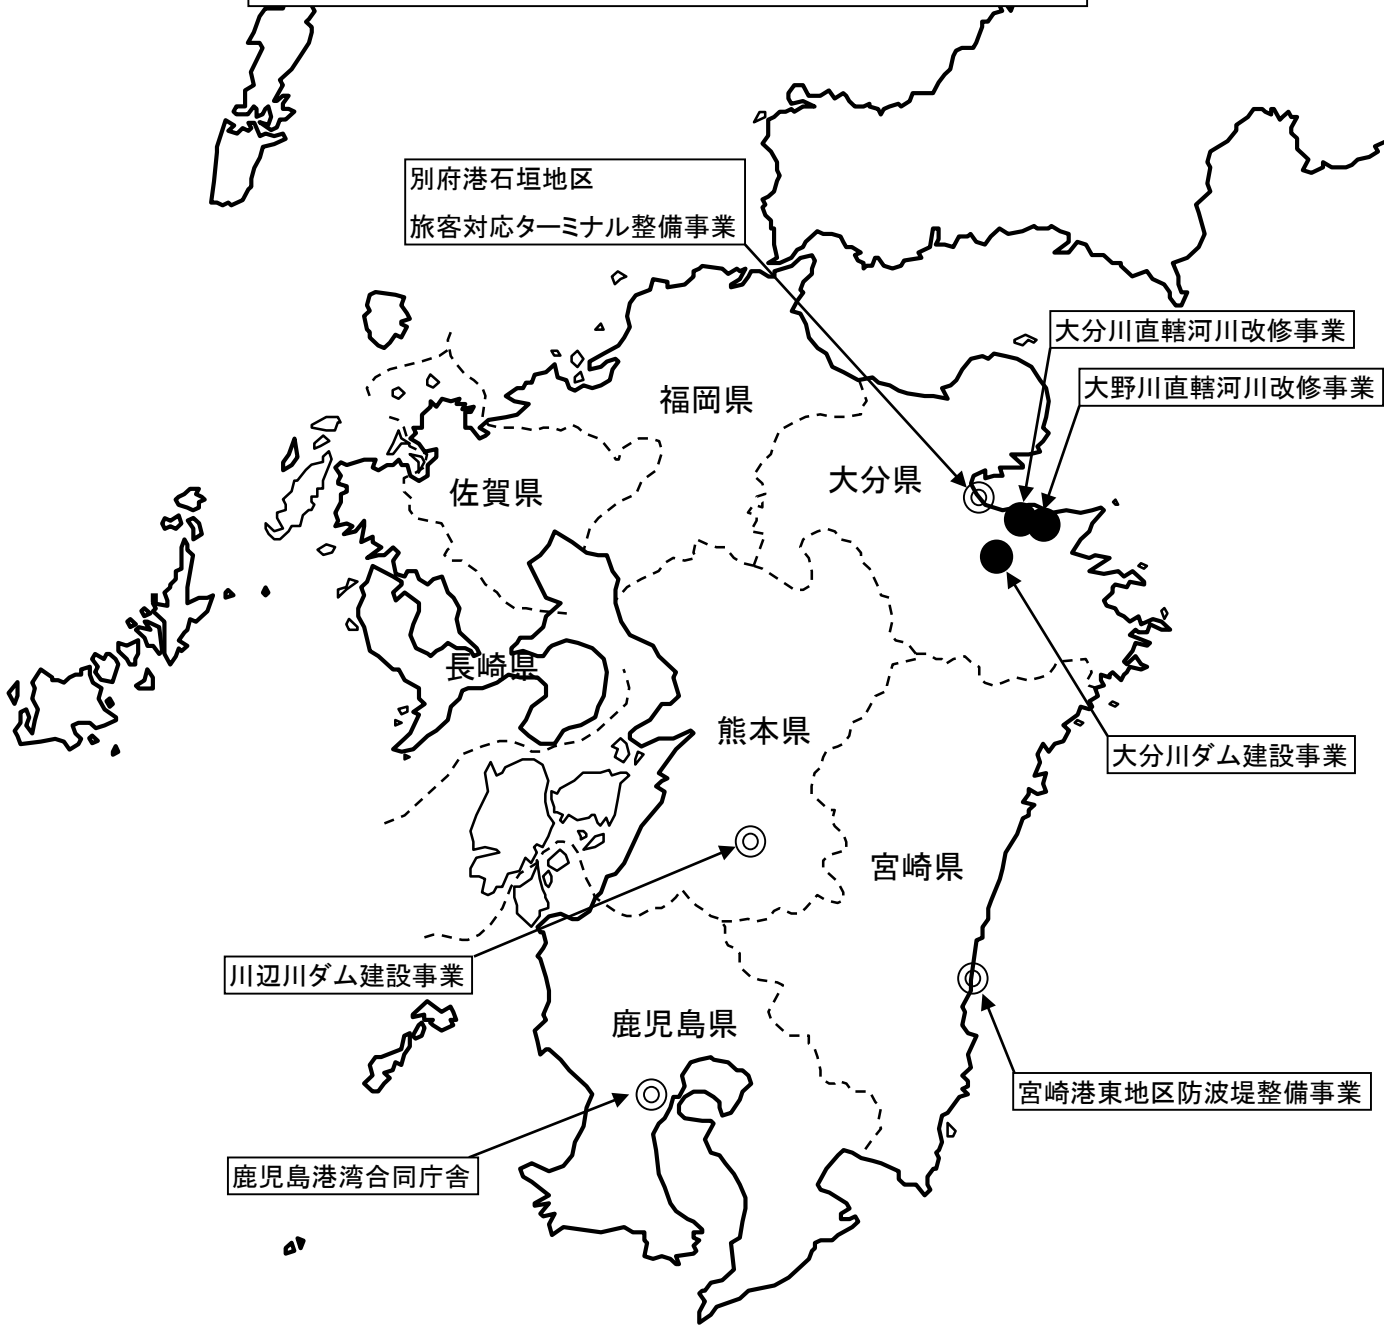 別府港石垣地区
旅客対応ターミナル整備事業
大分川直轄河川改修事業
大野川直轄河川改修事業
福岡県
大分県
佐賀県
長崎県
熊本県
大分川ダム建設事業
宮崎県
川辺川ダム建設事業
鹿児島県
宮崎港東地区防波堤整備事業
鹿児島港湾合同庁舎